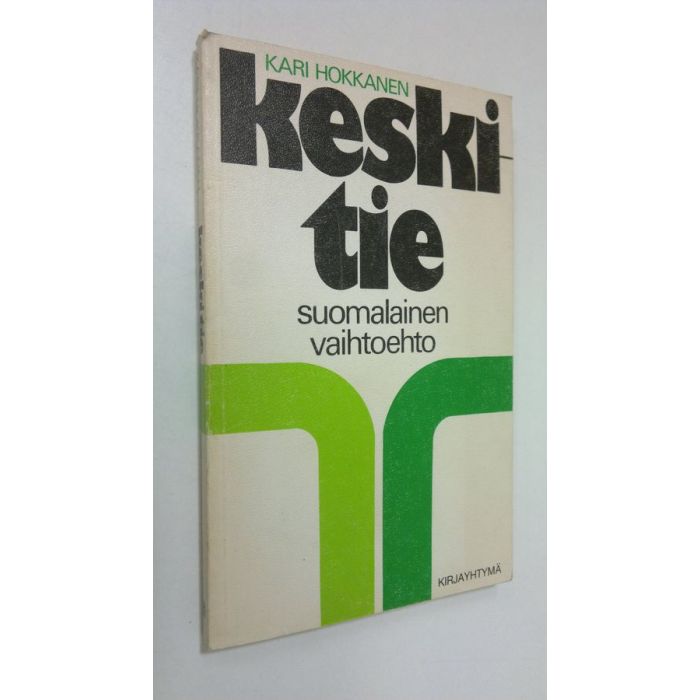 KARI HOKKANEN
keski-
tie
suomalainen
vaihtoehto
KIRJAYHTYMÄ